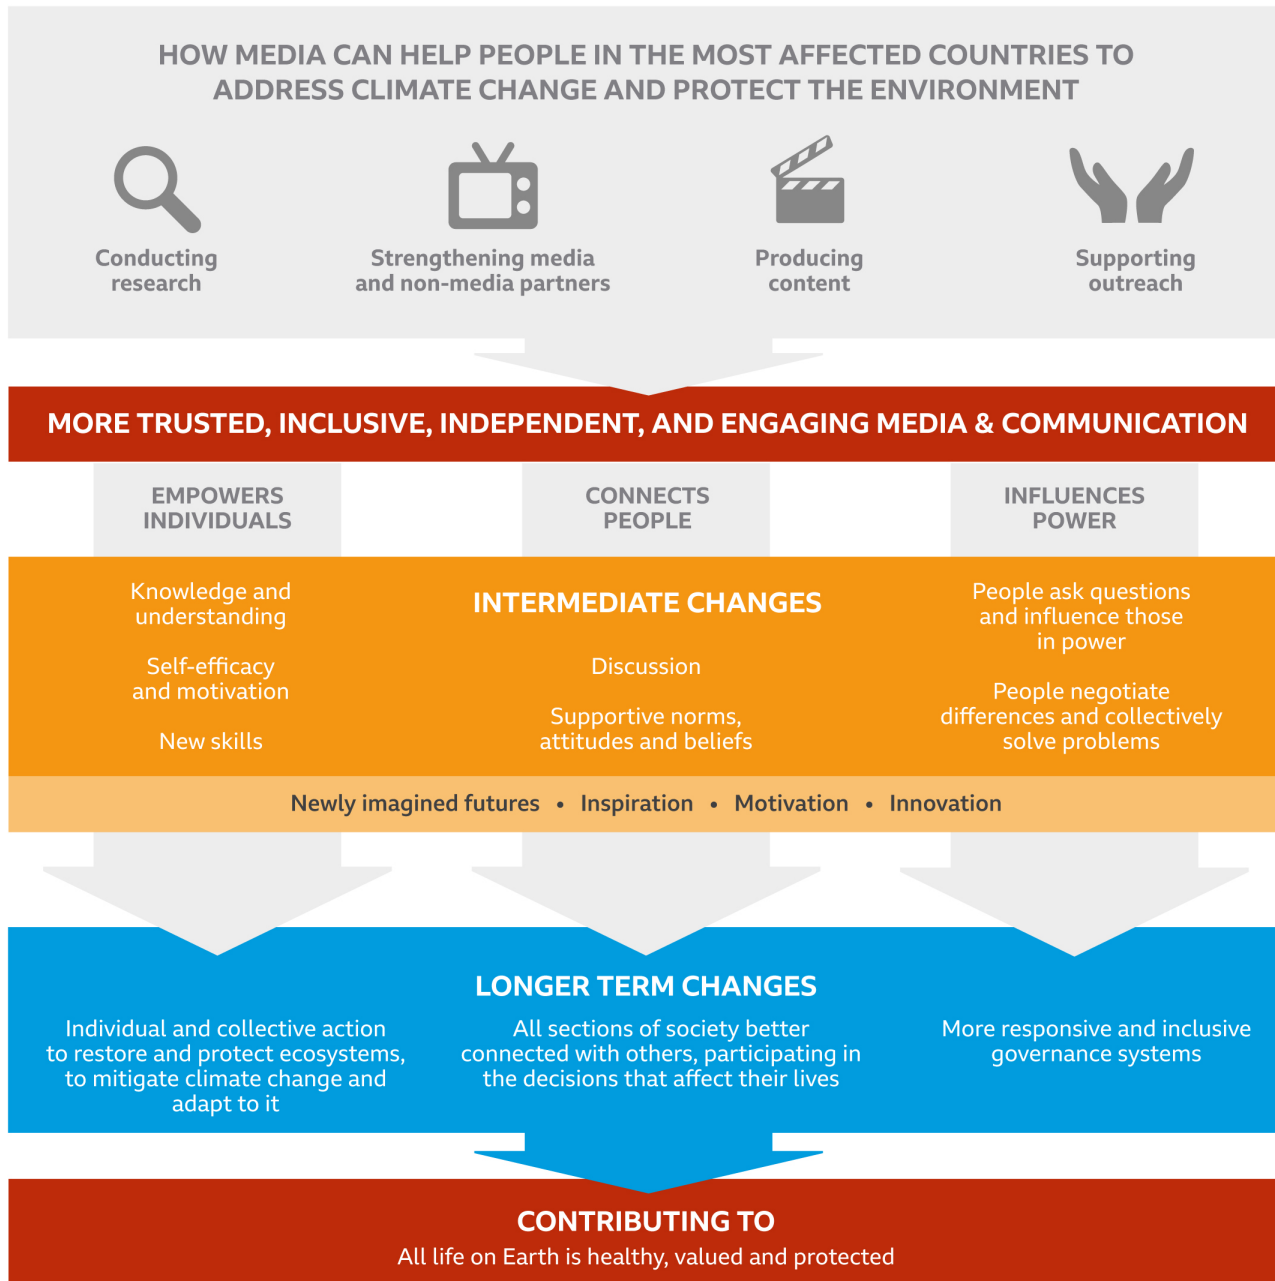 HOW MEDIA CAN HELP PEOPLE IN THE MOST AFFECTED COUNTRIES TO
ADDRESS CLIMATE CHANGE AND PROTECT THE ENVIRONMENT
Conducting
research
Strengthening media
and non-media partners
Producing
content
Supporting
outreach
MORE TRUSTED, INCLUSIVE, INDEPENDENT, AND ENGAGING MEDIA & COMMUNICATION
EMPOWERS
INDIVIDUALS
CONNECTS
PEOPLE
INFLUENCES
POWER
INTERMEDIATE CHANGES
Knowledge and
understanding
Self-efficacy
and motivation
New skills
Discussion
Supportive norms,
attitudes and beliefs
People ask questions
and influence those
in power
People negotiate
differences and collectively
solve problems
Newly imagined futures • Inspiration • Motivation • Innovation
LONGER TERM CHANGES
Individual and collective action
to restore and protect ecosystems,
to mitigate climate change and
adapt to it
All sections of society better
connected with others, participating in
the decisions that affect their lives
More responsive and inclusive
governance systems
CONTRIBUTING TO
All life on Earth is healthy, valued and protected